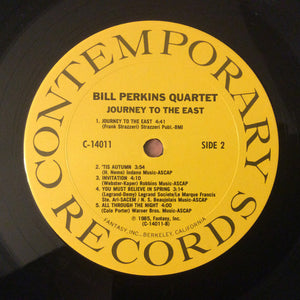 CONTEMPORARY
RECORDS
BILL PERKINS QUARTET
JOURNEY TO THE EAST
1. JOURNEY TO THE EAST 4:41
(Frank Strazzeri) Strazzeri Publ.-BMI
C-14011
SIDE 2
2. 'TIS AUTUMN 3:54
(H. Nemo) Indano Music-ASCAP
3. INVITATION 4:10
(Webster-Kaper) Robbins Music-ASCAP
4. YOU MUST BELIEVE IN SPRING 3:14
(Legrand-Demy) Legrand Societe/Le Marque Francis
Ste. Arl-SACEM / N. S. Beaujolais Music-ASCAP
5. ALL THROUGH THE NIGHT 4:00
(Cole Porter) Warner Bros. Music-ASCAP
℗ 1985, Fantasy, Inc.
(C-14011-B)
FANTASY INC., BERKELEY, CALIFORNIA